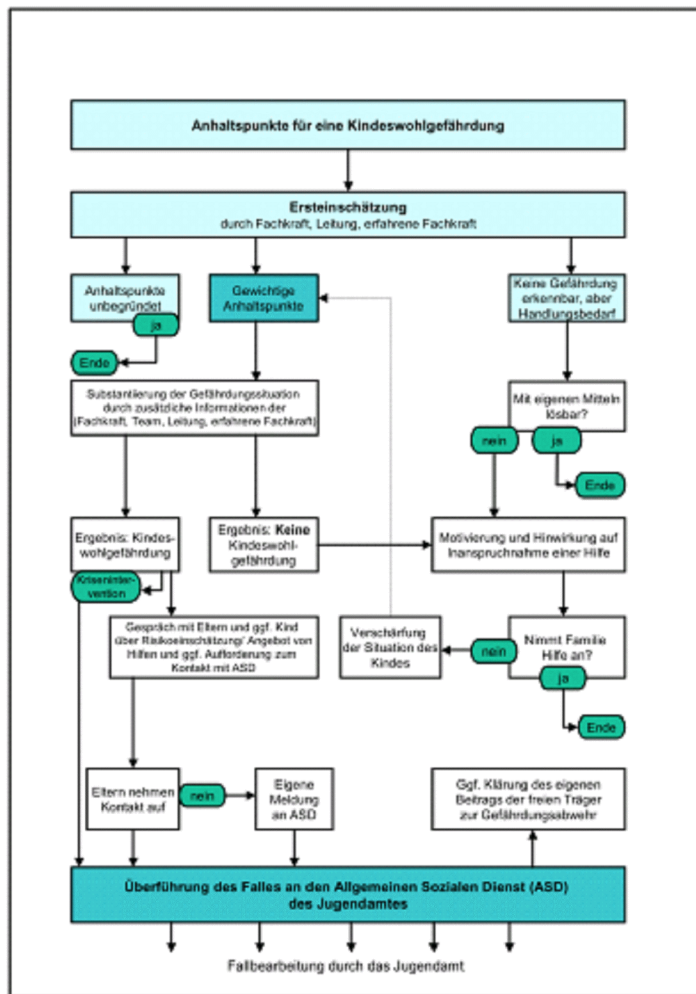 Anhaltspunkte für eine Kindeswohlgefährdung
Ersteinschätzung
durch Fachkraft, Leitung, erfahrene Fachkraft
Anhaltspunkte
unbegründet
ja
Ende
Gewichtige
Anhaltspunkte
Keine Gefährdung
erkennbar, aber
Handlungsbedarf
Substantiierung der Gefährdungssituation
durch zusätzliche Informationen der
(Fachkraft, Team, Leitung, erfahrene Fachkraft)
Mit eigenen Mitteln
lösbar?
nein
ja
Ende
Ergebnis: Kindes-
wohlgefährdung
Kriseninter-
vention
Ergebnis: Keine
Kindeswohl-
gefährdung
Motivierung und Hinwirkung auf
Inanspruchnahme einer Hilfe
Gespräch mit Eltern und ggf. Kind
über Risikoeinschätzung/ Angebot von
Hilfen und ggf. Aufforderung zum
Kontakt mit ASD
Verschärfung
der Situation des
Kindes
nein
Nimmt Familie
Hilfe an?
ja
Ende
Eltern nehmen
Kontakt auf
nein
Eigene
Meldung
an ASD
Ggf. Klärung des eigenen
Beitrags der freien Träger
zur Gefährdungsabwehr
Überführung des Falles an den Allgemeinen Sozialen Dienst (ASD)
des Jugendamtes
Fallbearbeitung durch das Jugendamt